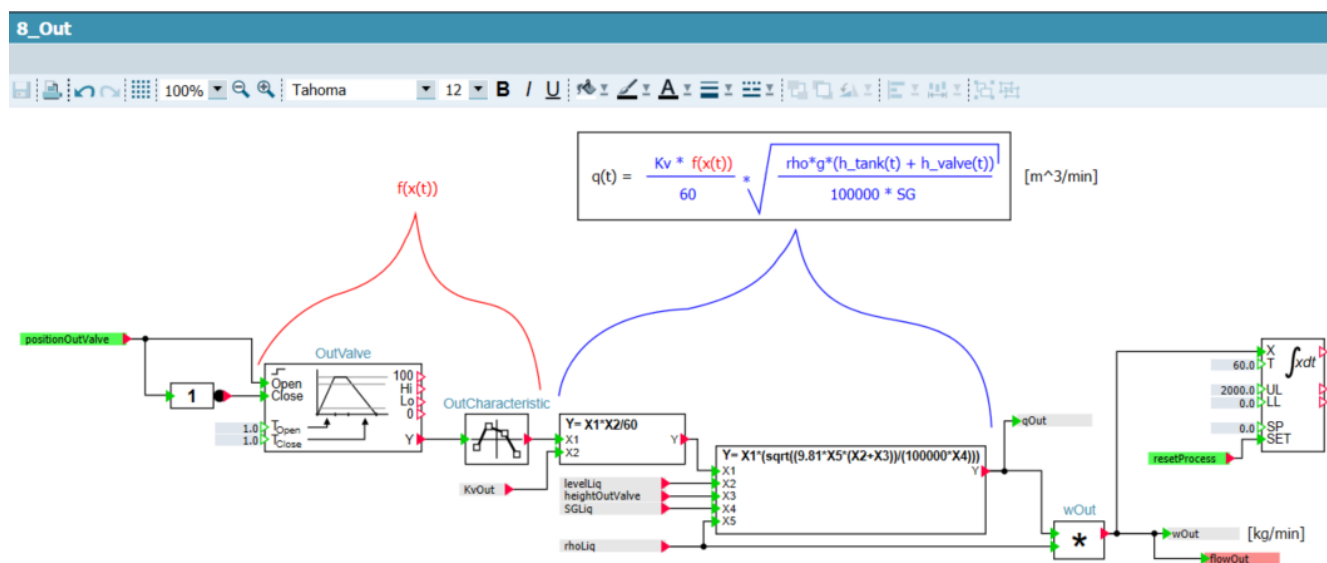 8_Out
100% Tahoma 12 B I U
q(t) = Kv * f(x(t)) / 60 * √ rho*g*(h_tank(t) + h_valve(t)) / 100000 * SG [m^3/min]
f(x(t))
positionOutValve
OutValve
Open
Close
100
Hi
Lo
0
1
1.0 TOpen
1.0 TClose
Y
OutCharacteristic
Y= X1*X2/60
X1
X2
Y
KvOut
Y= X1*(sqrt((9.81*X5*(X2+X3))/(100000*X4)))
X1
X2
X3
X4
X5
Y
levelLiq
heightOutValve
SGLiq
rhoLiq
qOut
wOut
*
wOut [kg/min]
flowOut
X
60.0 T
∫xdt
2000.0 UL
0.0 LL
0.0 SP
SET
resetProcess